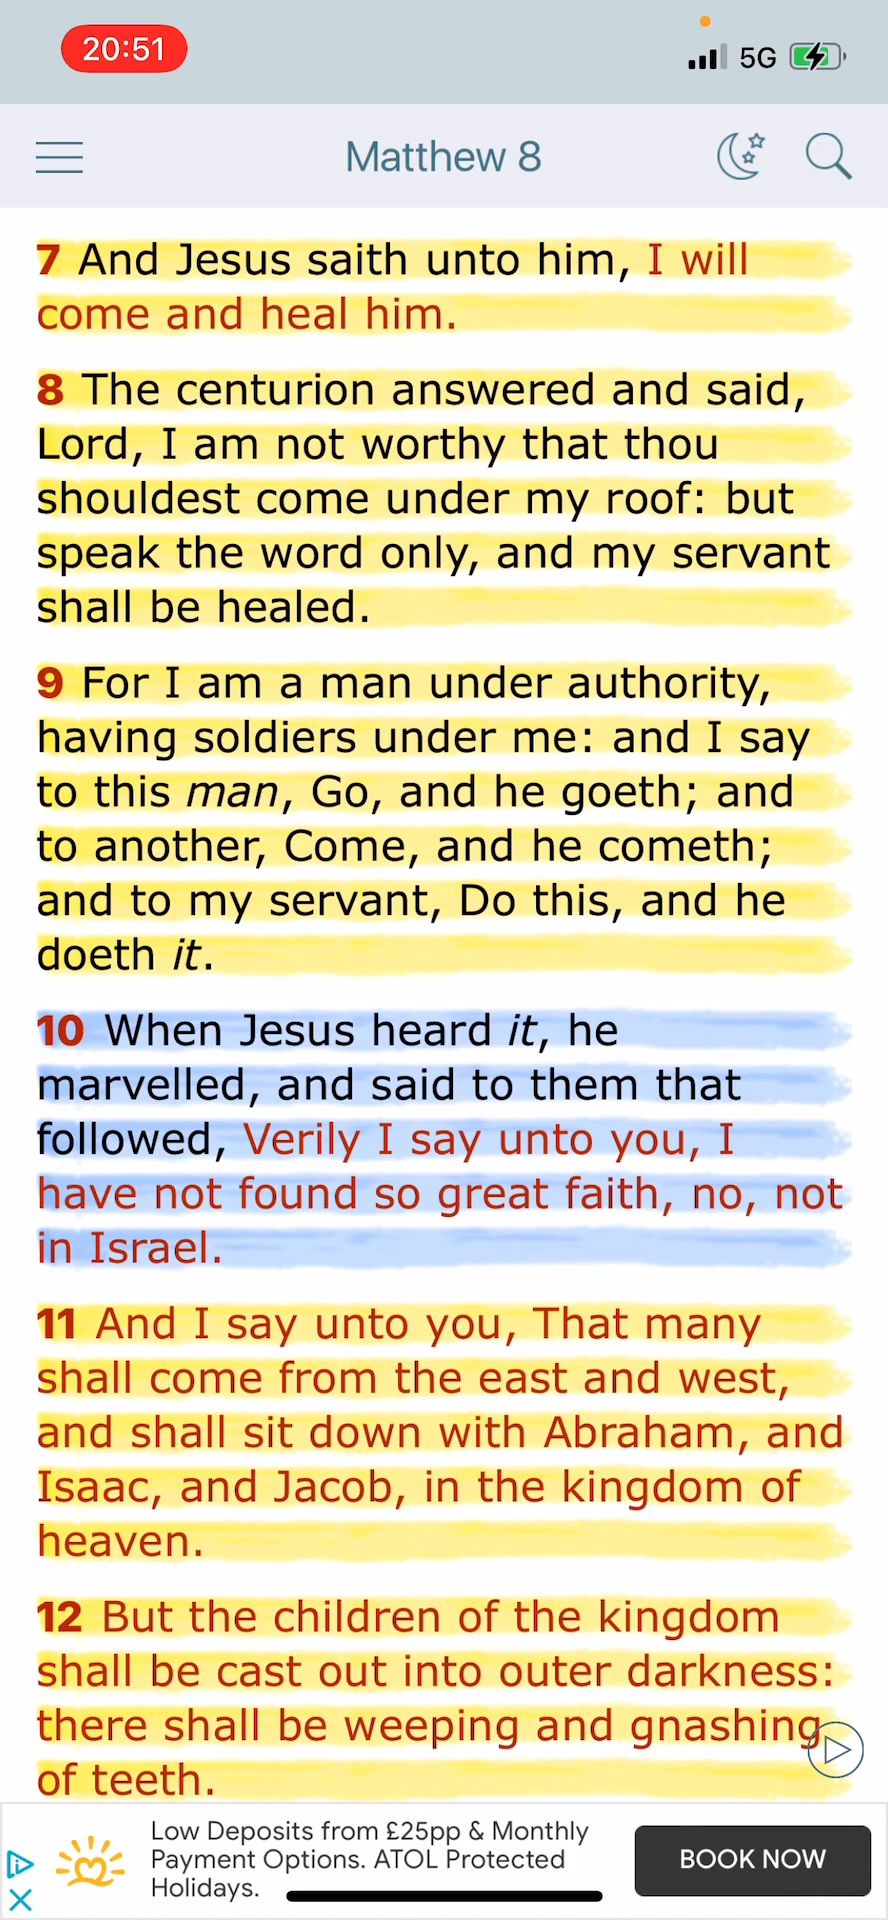 20:51
5G
Matthew 8
7 And Jesus saith unto him, I will
come and heal him.
8 The centurion answered and said,
Lord, I am not worthy that thou
shouldest come under my roof: but
speak the word only, and my servant
shall be healed.
9 For I am a man under authority,
having soldiers under me: and I say
to this man, Go, and he goeth; and
to another, Come, and he cometh;
and to my servant, Do this, and he
doeth it.
10 When Jesus heard it, he
marvelled, and said to them that
followed, Verily I say unto you, I
have not found so great faith, no, not
in Israel.
11 And I say unto you, That many
shall come from the east and west,
and shall sit down with Abraham, and
Isaac, and Jacob, in the kingdom of
heaven.
12 But the children of the kingdom
shall be cast out into outer darkness:
there shall be weeping and gnashing
of teeth.
Low Deposits from £25pp & Monthly
Payment Options. ATOL Protected
Holidays.
BOOK NOW